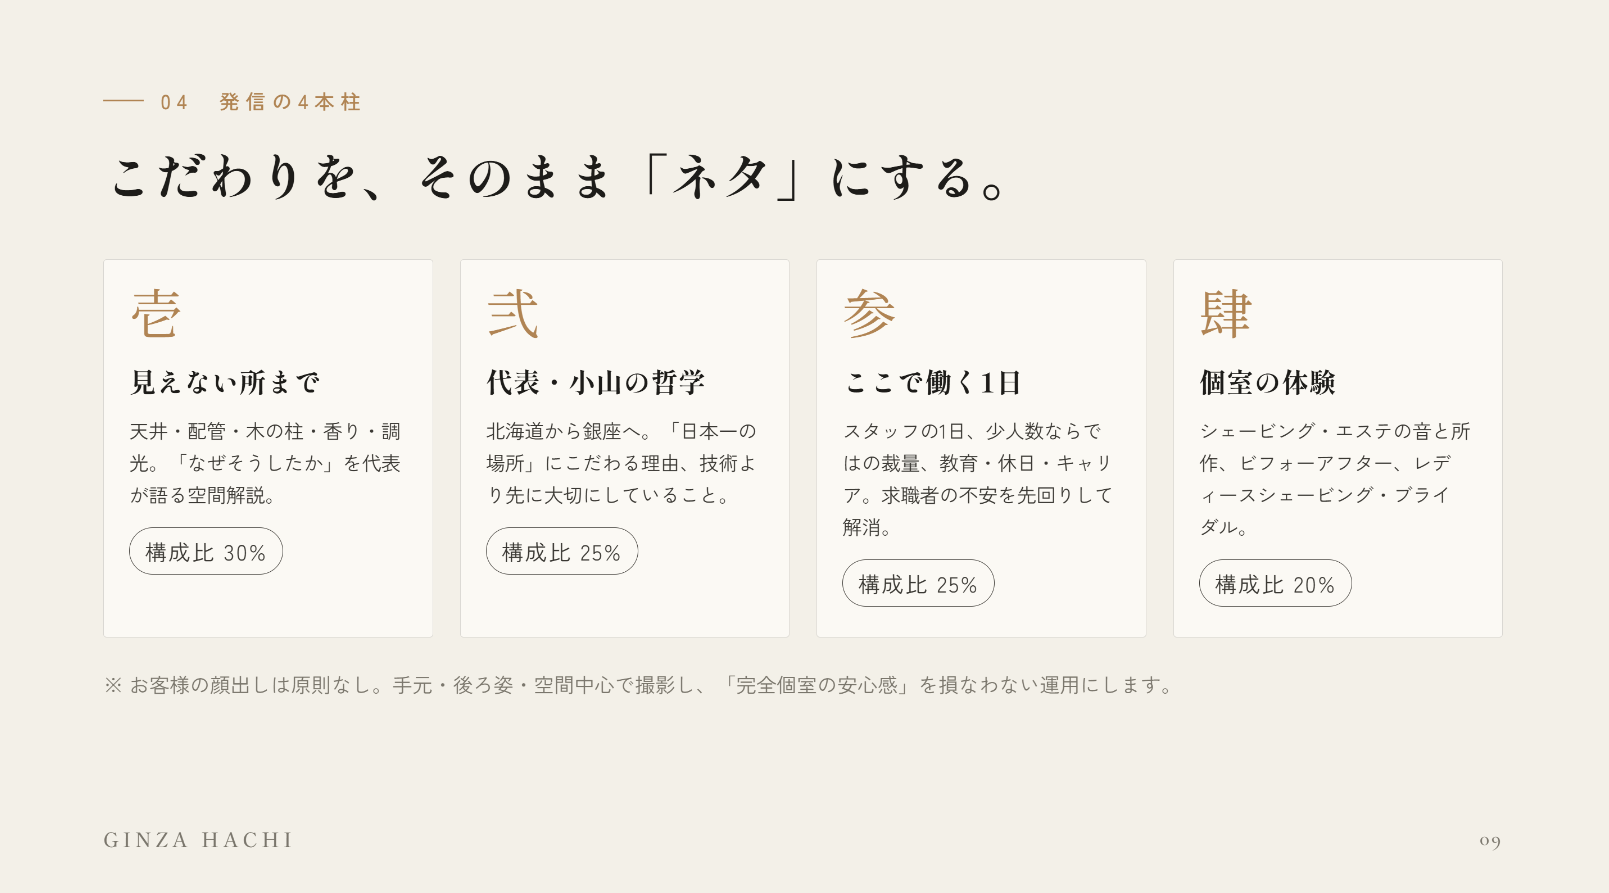 04 発信の4本柱
こだわりを、そのまま「ネタ」にする。
壱
見えない所まで
天井・配管・木の柱・香り・調
光。「なぜそうしたか」を代表
が語る空間解説。
構成比 30%
弐
代表・小山の哲学
北海道から銀座へ。「日本一の
場所」にこだわる理由、技術よ
り先に大切にしていること。
構成比 25%
参
ここで働く1日
スタッフの1日、少人数ならで
はの裁量、教育・休日・キャリ
ア。求職者の不安を先回りして
解消。
構成比 25%
肆
個室の体験
シェービング・エステの音と所
作、ビフォーアフター、レデ
ィースシェービング・ブライ
ダル。
構成比 20%
※ お客様の顔出しは原則なし。手元・後ろ姿・空間中心で撮影し、「完全個室の安心感」を損なわない運用にします。
GINZA HACHI
09